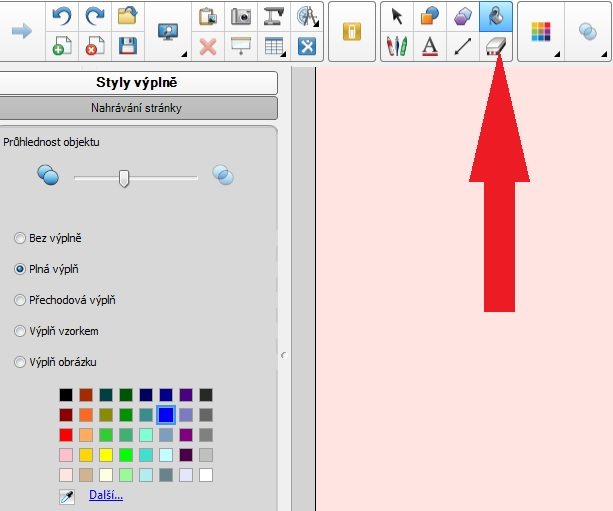 A
Styly výplně
Nahrávání stránky
Průhlednost objektu
Bez výplně
Plná výplň
Přechodová výplň
Výplň vzorkem
Výplň obrázku
Další...